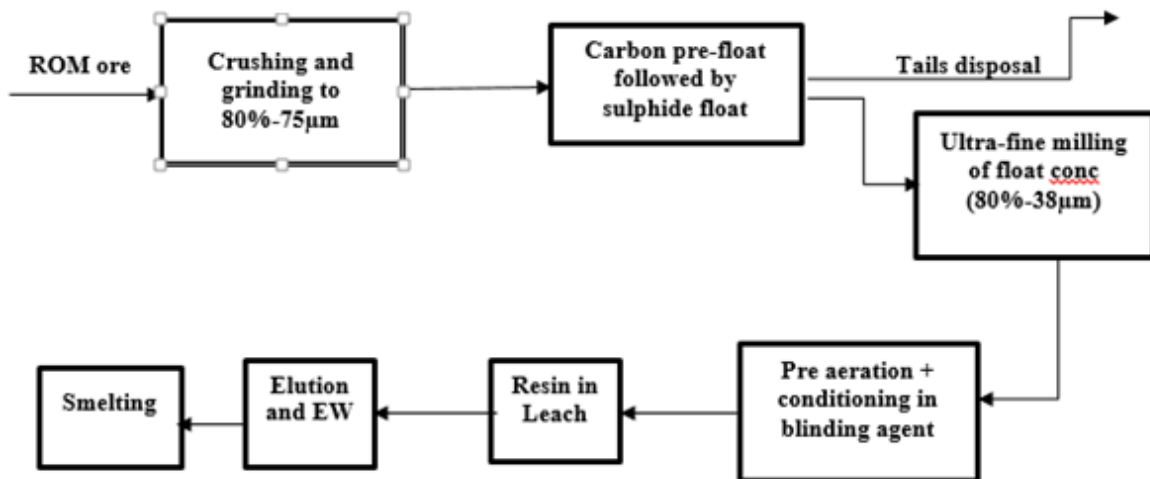 ROM ore
Crushing and
grinding to
80%-75µm
Carbon pre-float
followed by
sulphide float
Tails disposal
Ultra-fine milling
of float conc
(80%-38µm)
Pre aeration +
conditioning in
blinding agent
Resin in
Leach
Elution
and EW
Smelting